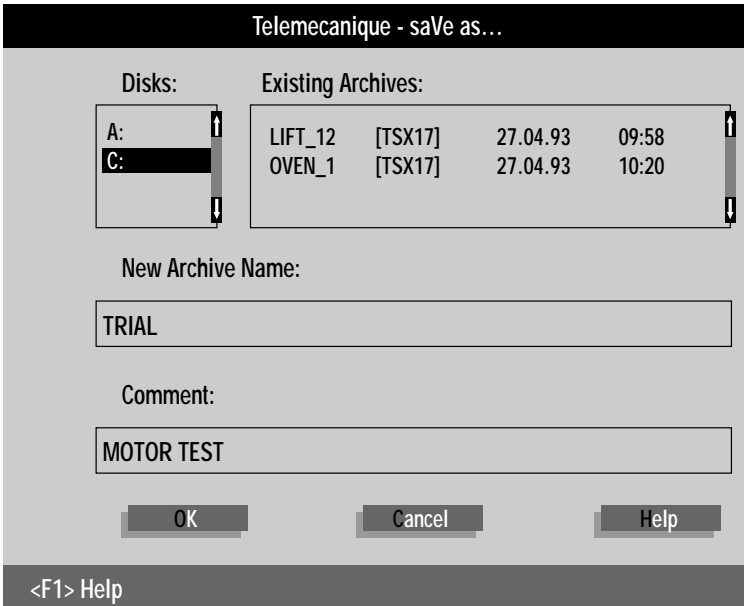 Telemecanique - saVe as...
Disks: Existing Archives:
A:
C:
LIFT_12 [TSX17] 27.04.93 09:58
OVEN_1 [TSX17] 27.04.93 10:20
New Archive Name:
TRIAL
Comment:
MOTOR TEST
OK Cancel Help
<F1> Help